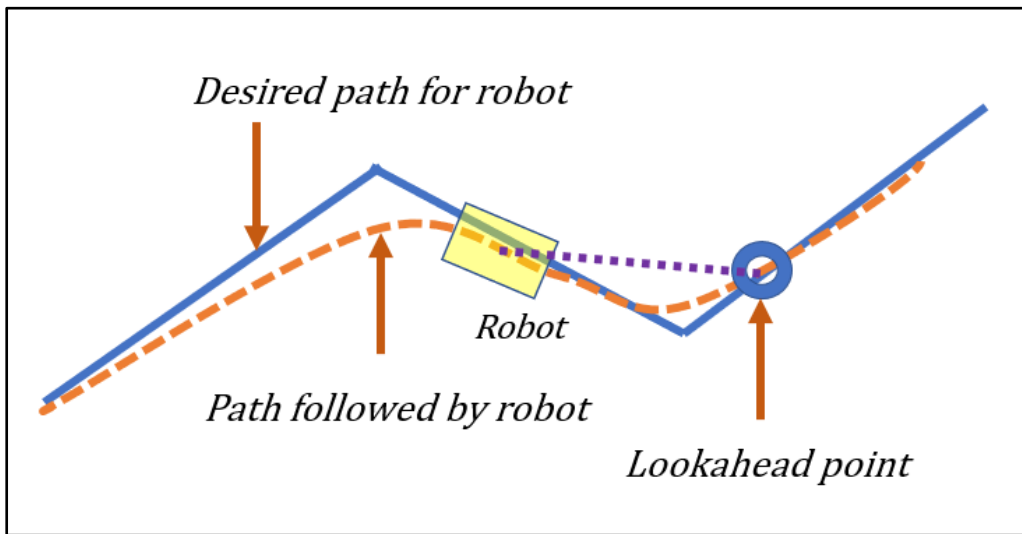 Desired path for robot
Robot
Path followed by robot
Lookahead point